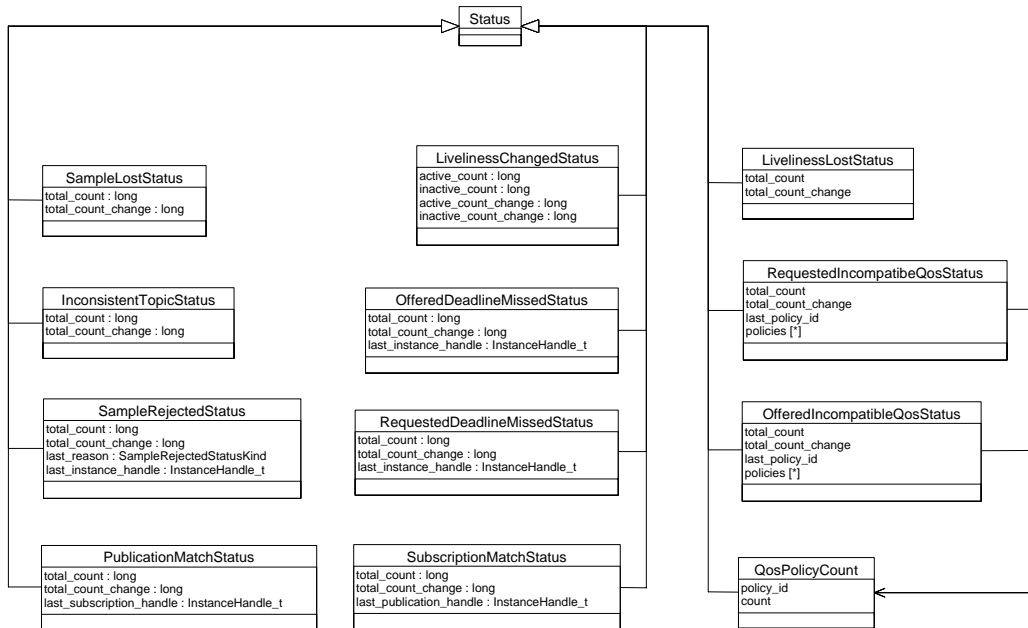 Status
SampleLostStatus
total_count : long
total_count_change : long
InconsistentTopicStatus
total_count : long
total_count_change : long
SampleRejectedStatus
total_count : long
total_count_change : long
last_reason : SampleRejectedStatusKind
last_instance_handle : InstanceHandle_t
PublicationMatchStatus
total_count : long
total_count_change : long
last_subscription_handle : InstanceHandle_t
LivelinessChangedStatus
active_count : long
inactive_count : long
active_count_change : long
inactive_count_change : long
OfferedDeadlineMissedStatus
total_count : long
total_count_change : long
last_instance_handle : InstanceHandle_t
RequestedDeadlineMissedStatus
total_count : long
total_count_change : long
last_instance_handle : InstanceHandle_t
SubscriptionMatchStatus
total_count : long
total_count_change : long
last_publication_handle : InstanceHandle_t
LivelinessLostStatus
total_count
total_count_change
RequestedIncompatibeQosStatus
total_count
total_count_change
last_policy_id
policies [*]
OfferedIncompatibleQosStatus
total_count
total_count_change
last_policy_id
policies [*]
QosPolicyCount
policy_id
count